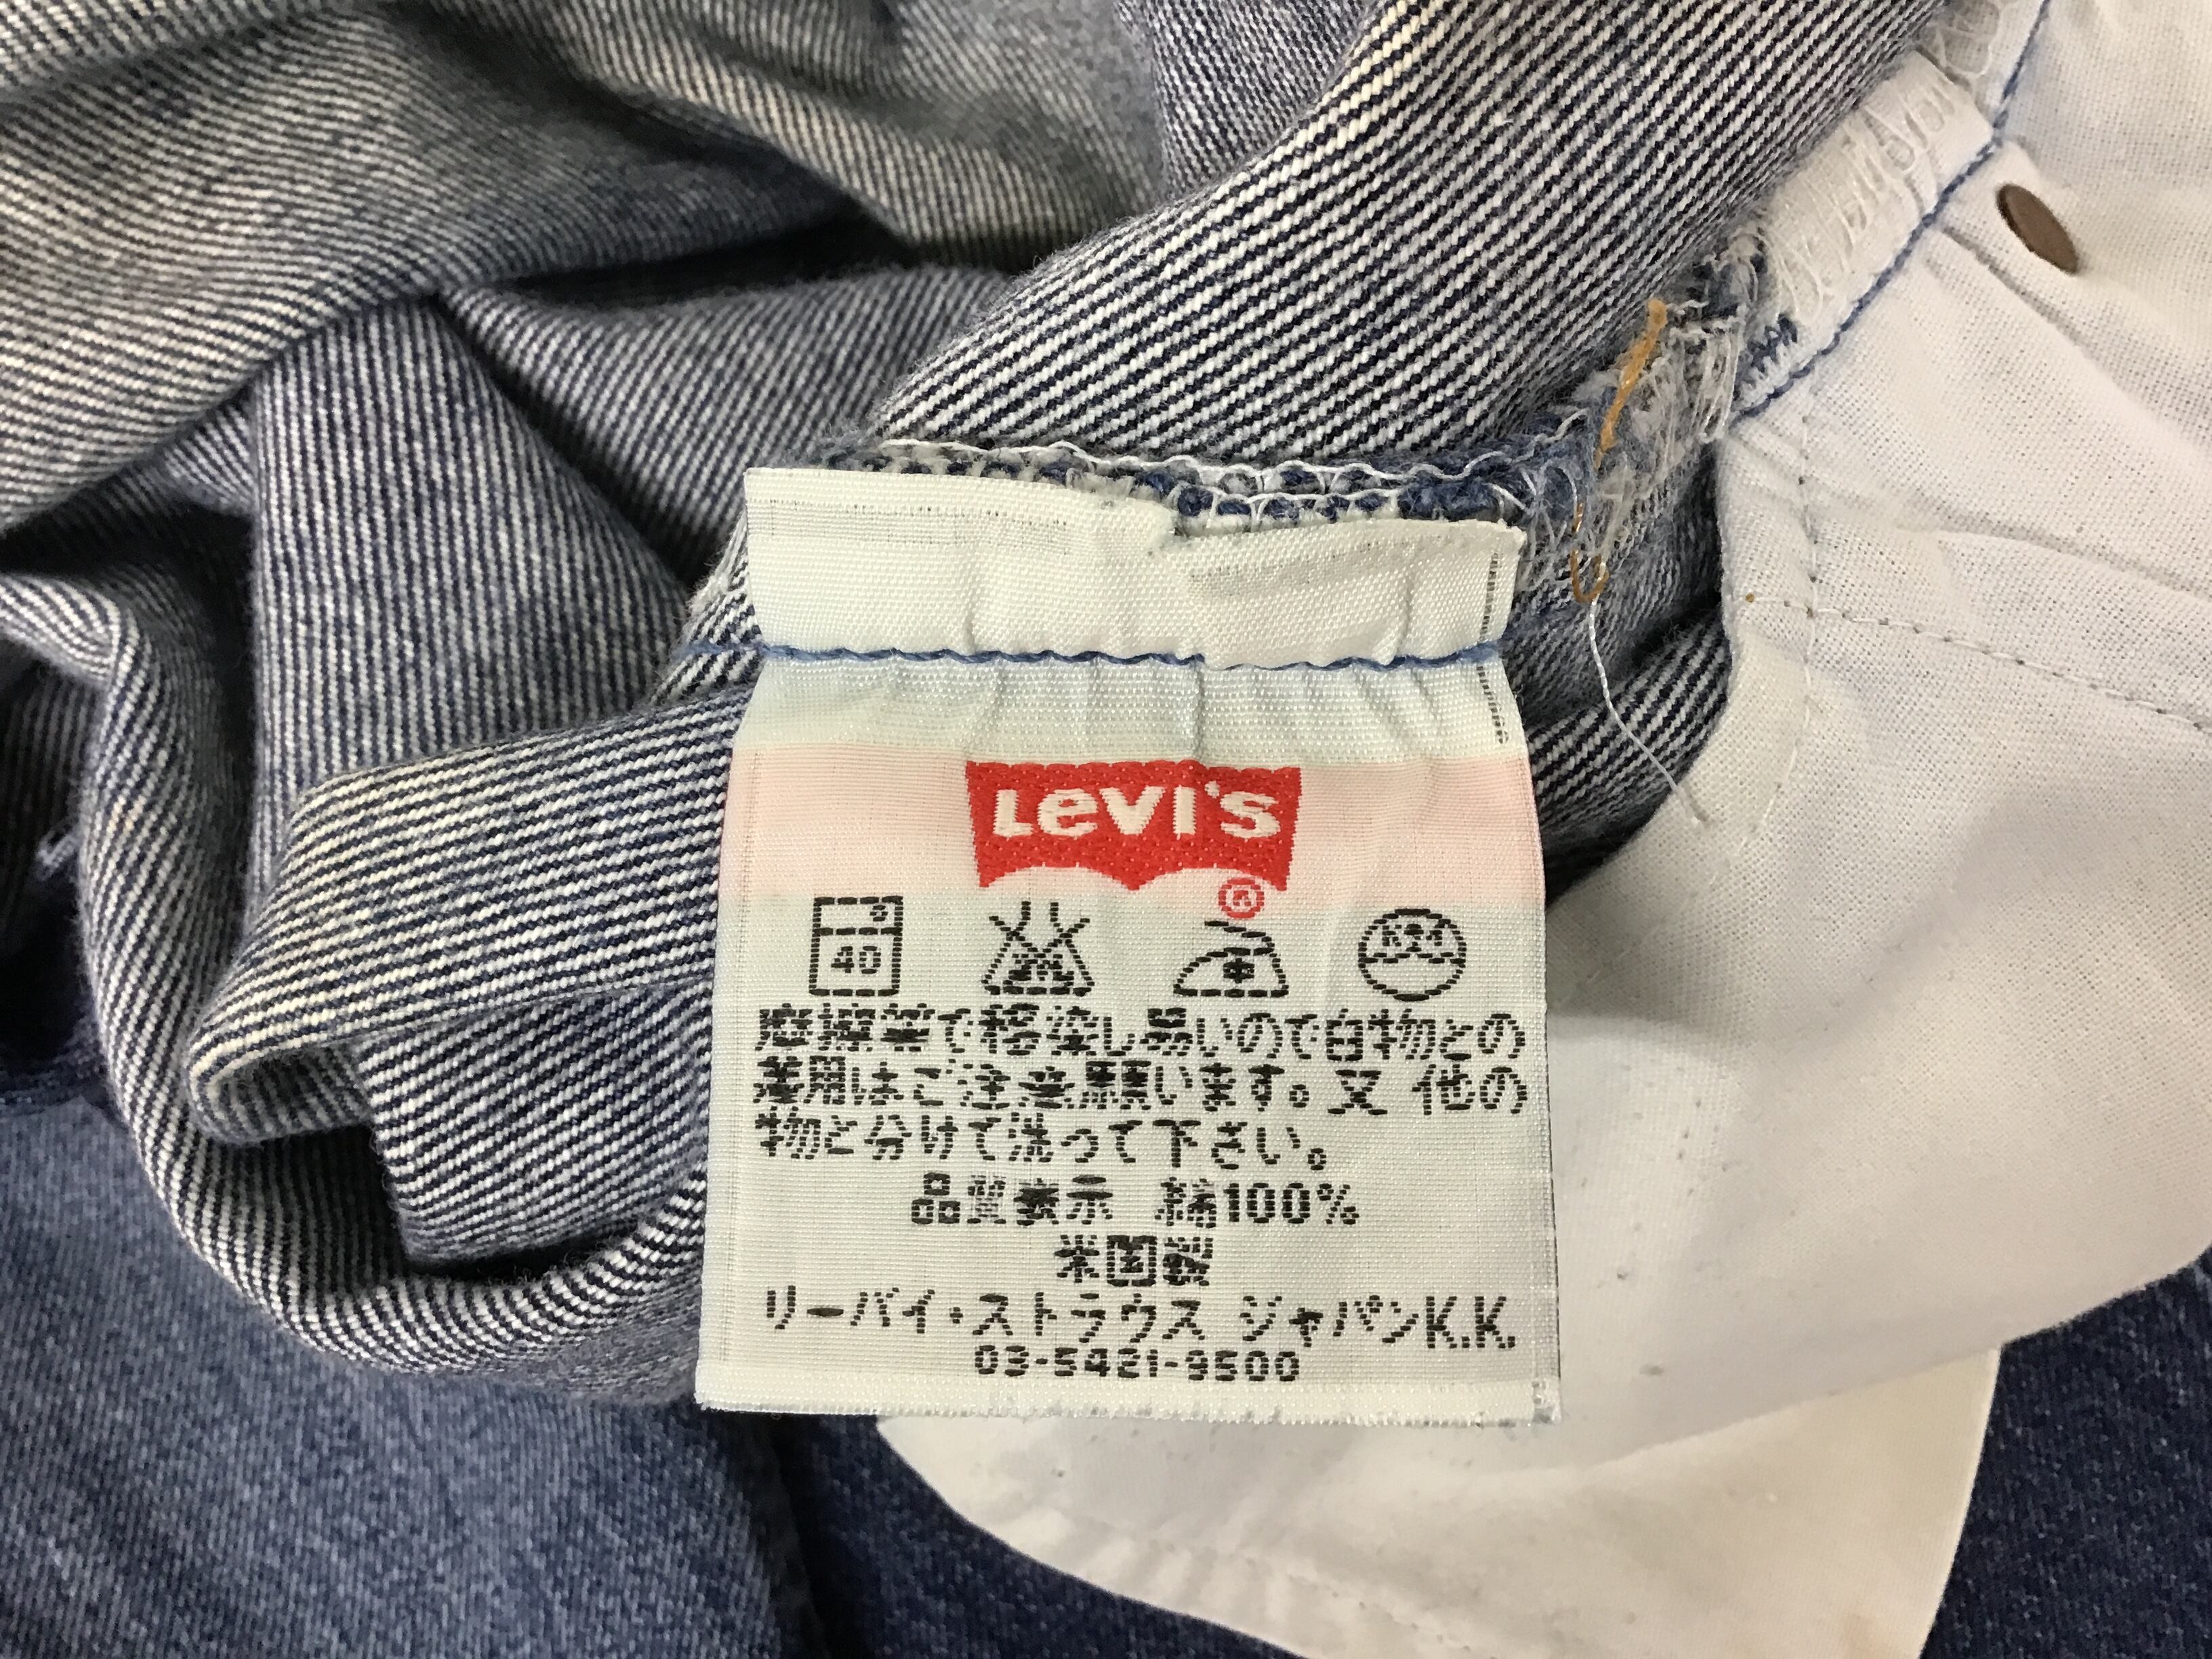 LEVI'S
®
40
摩擦等で移染し易いので白物との
着用はご注意願います。又 他の
物と分けて洗って下さい。
品質表示 綿100%
米国製
リーバイ・ストラウス ジャパンK.K.
03-5421-9500